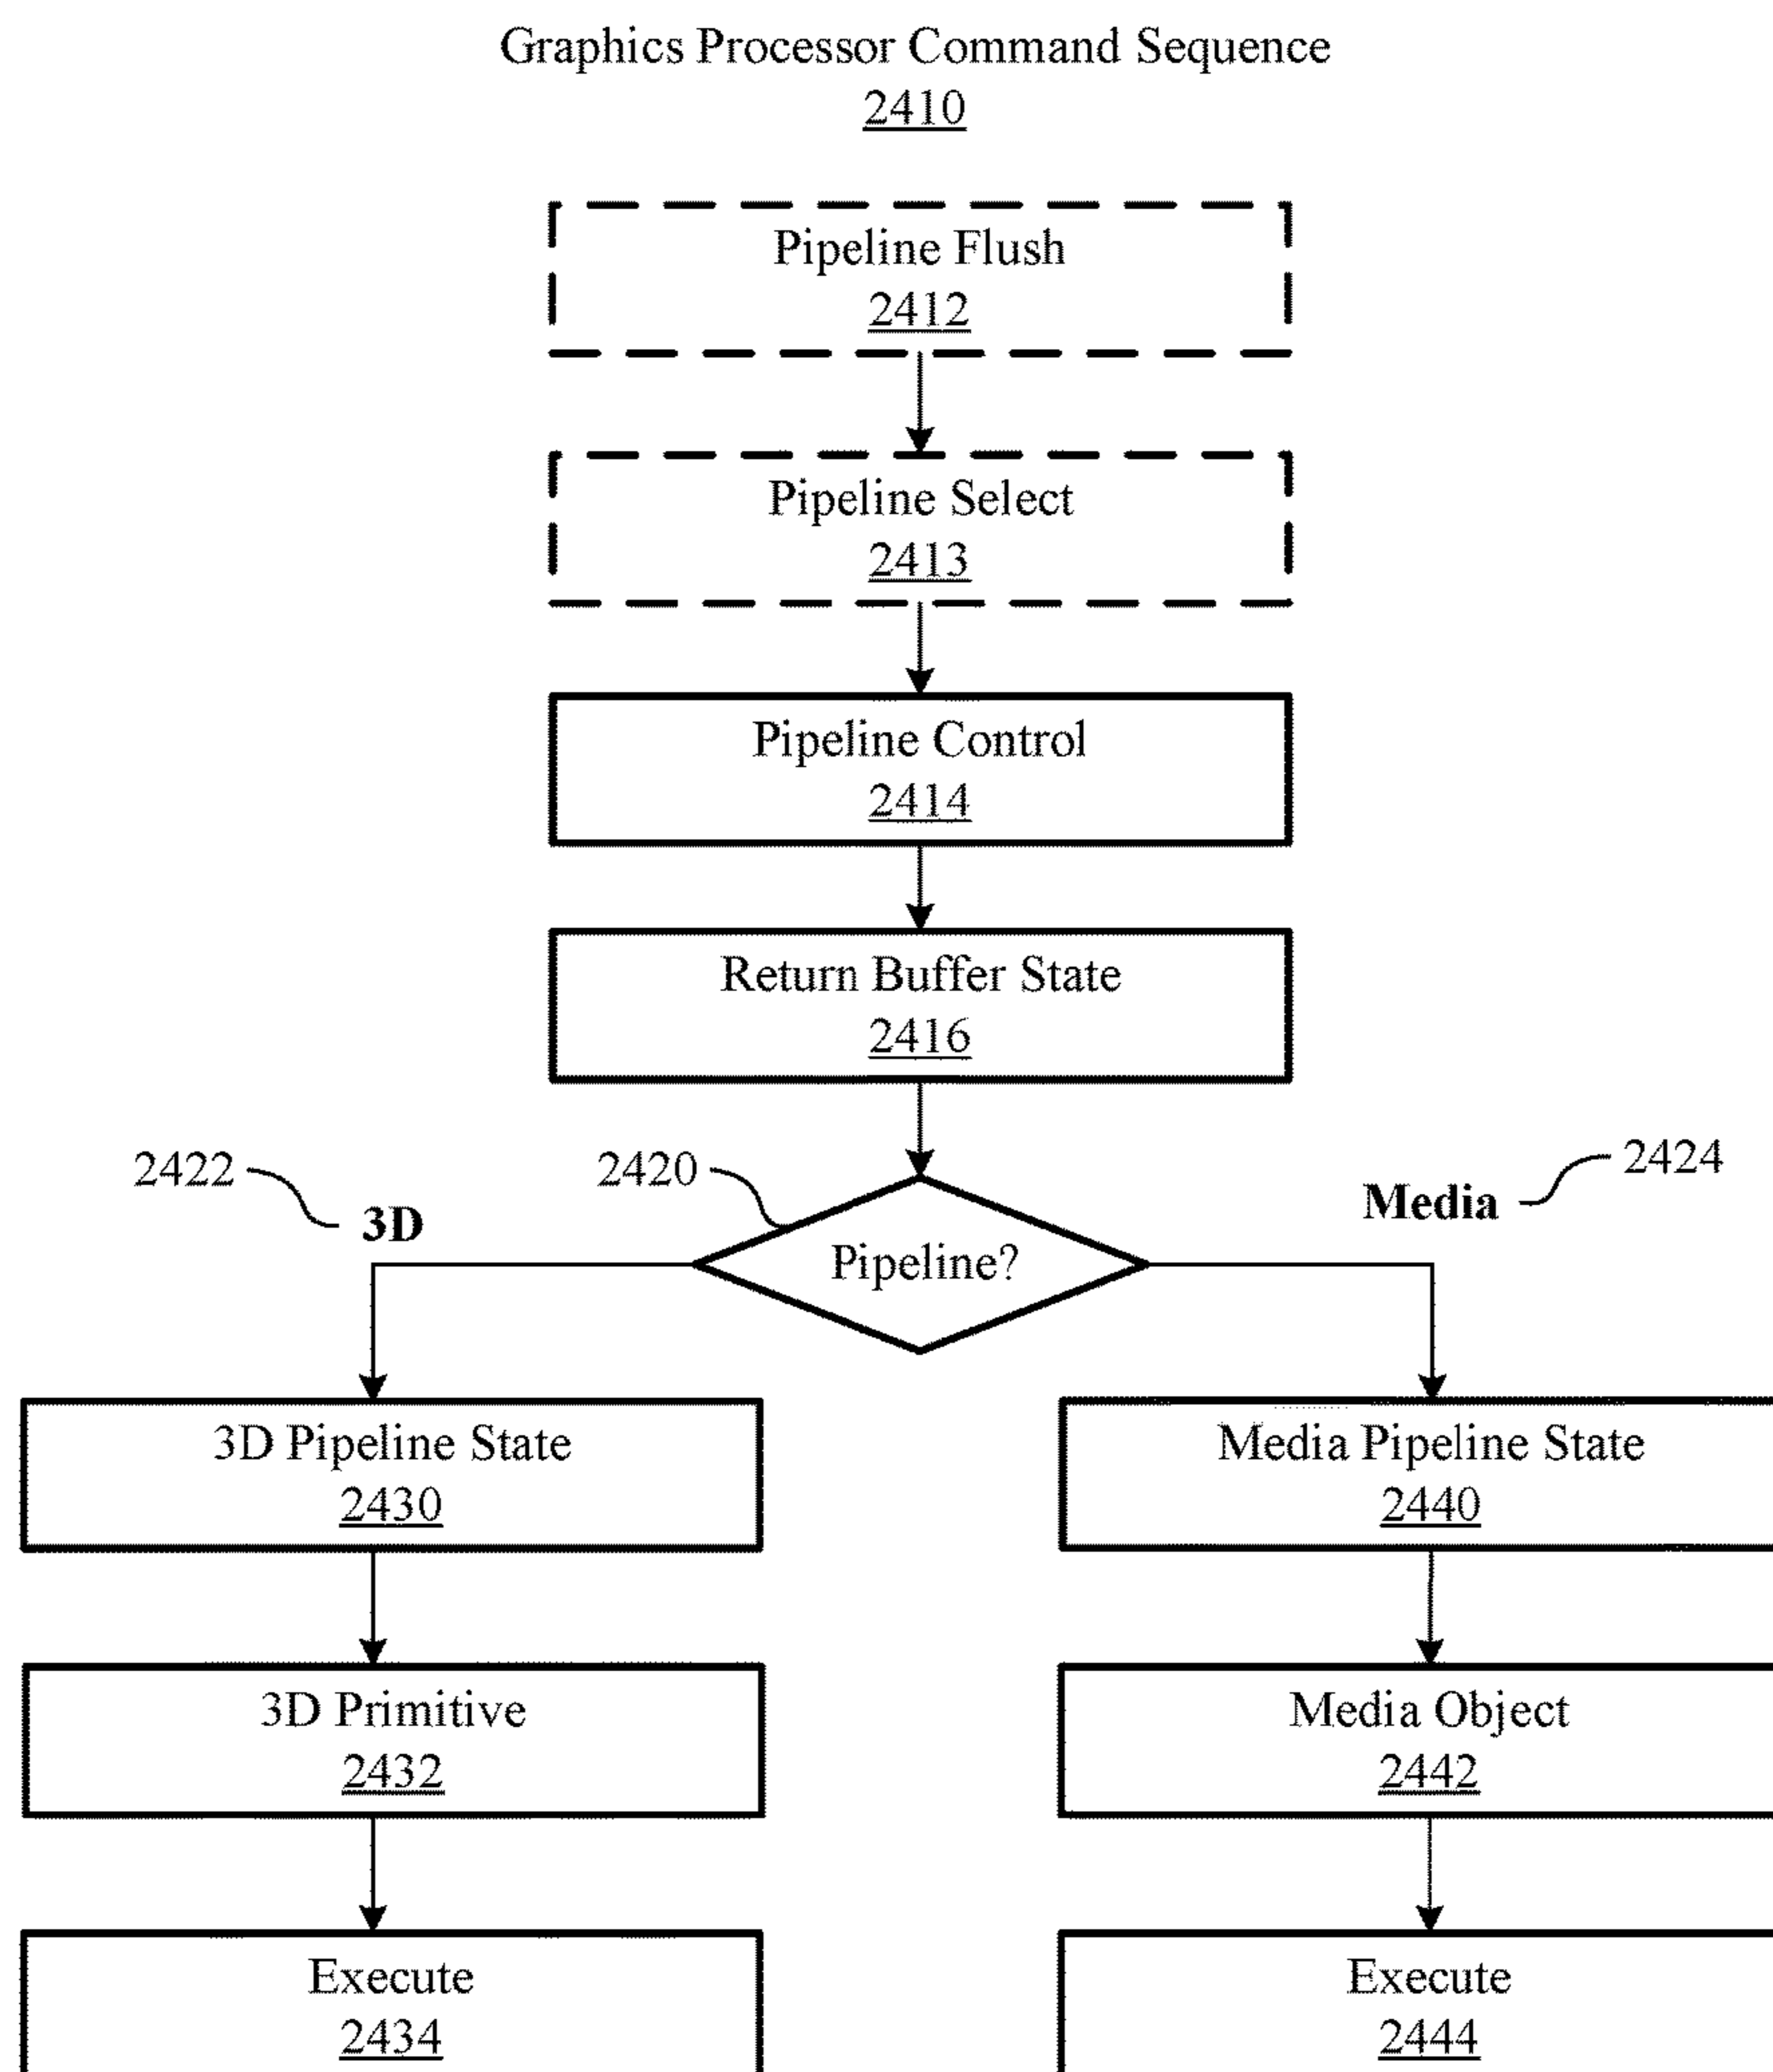 Graphics Processor Command Sequence
2410
Pipeline Flush
2412
Pipeline Select
2413
Pipeline Control
2414
Return Buffer State
2416
2422
2420
2424
3D
Media
Pipeline?
3D Pipeline State
2430
Media Pipeline State
2440
3D Primitive
2432
Media Object
2442
Execute
2434
Execute
2444